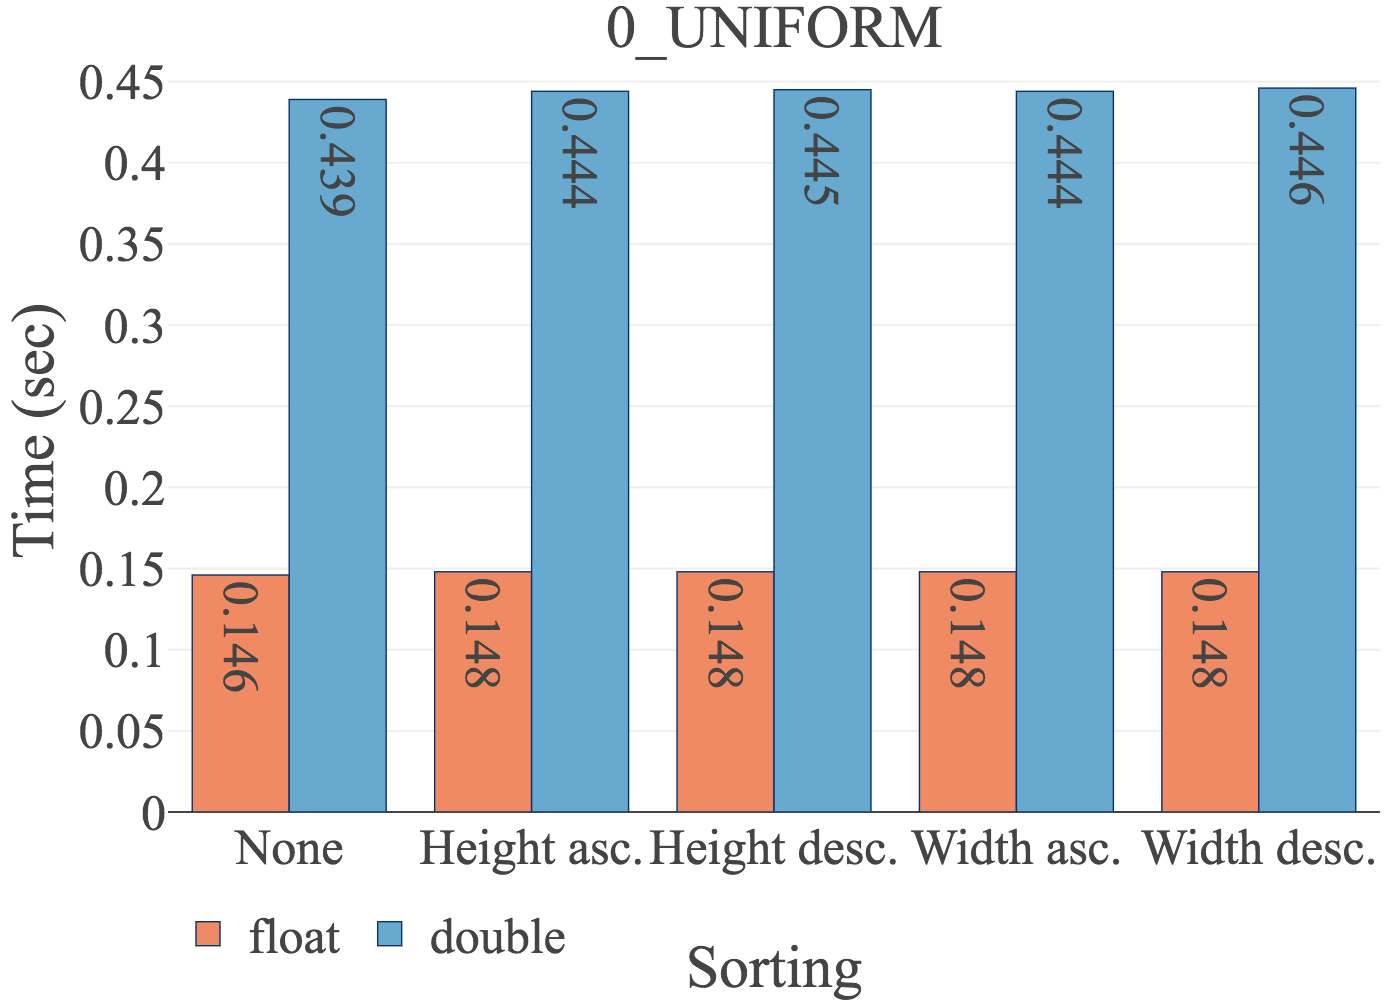 0_UNIFORM
0.45
0.4
0.35
0.3
0.25
0.2
0.15
0.1
0.05
0
Time (sec)
0.146
0.439
0.148
0.444
0.148
0.445
0.148
0.444
0.148
0.446
None
Height asc.
Height desc.
Width asc.
Width desc.
float
double
Sorting